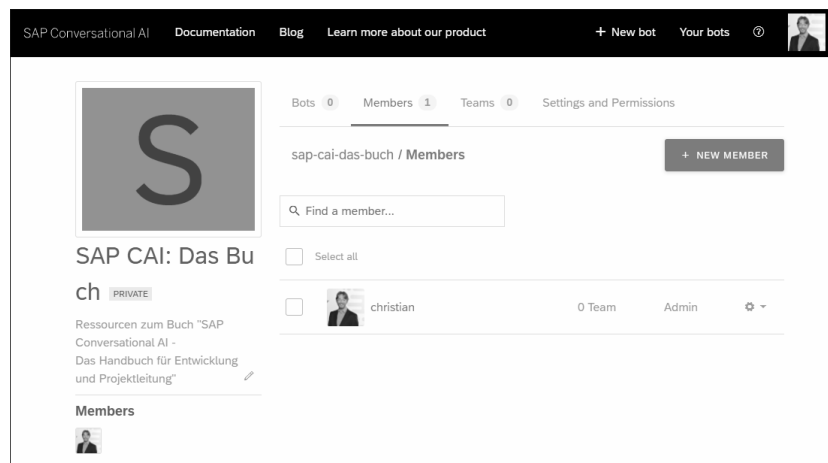 SAP Conversational AI Documentation Blog Learn more about our product + New bot Your bots ?
S
SAP CAI: Das Bu
ch PRIVATE
Ressourcen zum Buch "SAP
Conversational AI -
Das Handbuch für Entwicklung
und Projektleitung"
Members
Bots 0 Members 1 Teams 0 Settings and Permissions
sap-cai-das-buch / Members + NEW MEMBER
Find a member...
Select all
christian 0 Team Admin